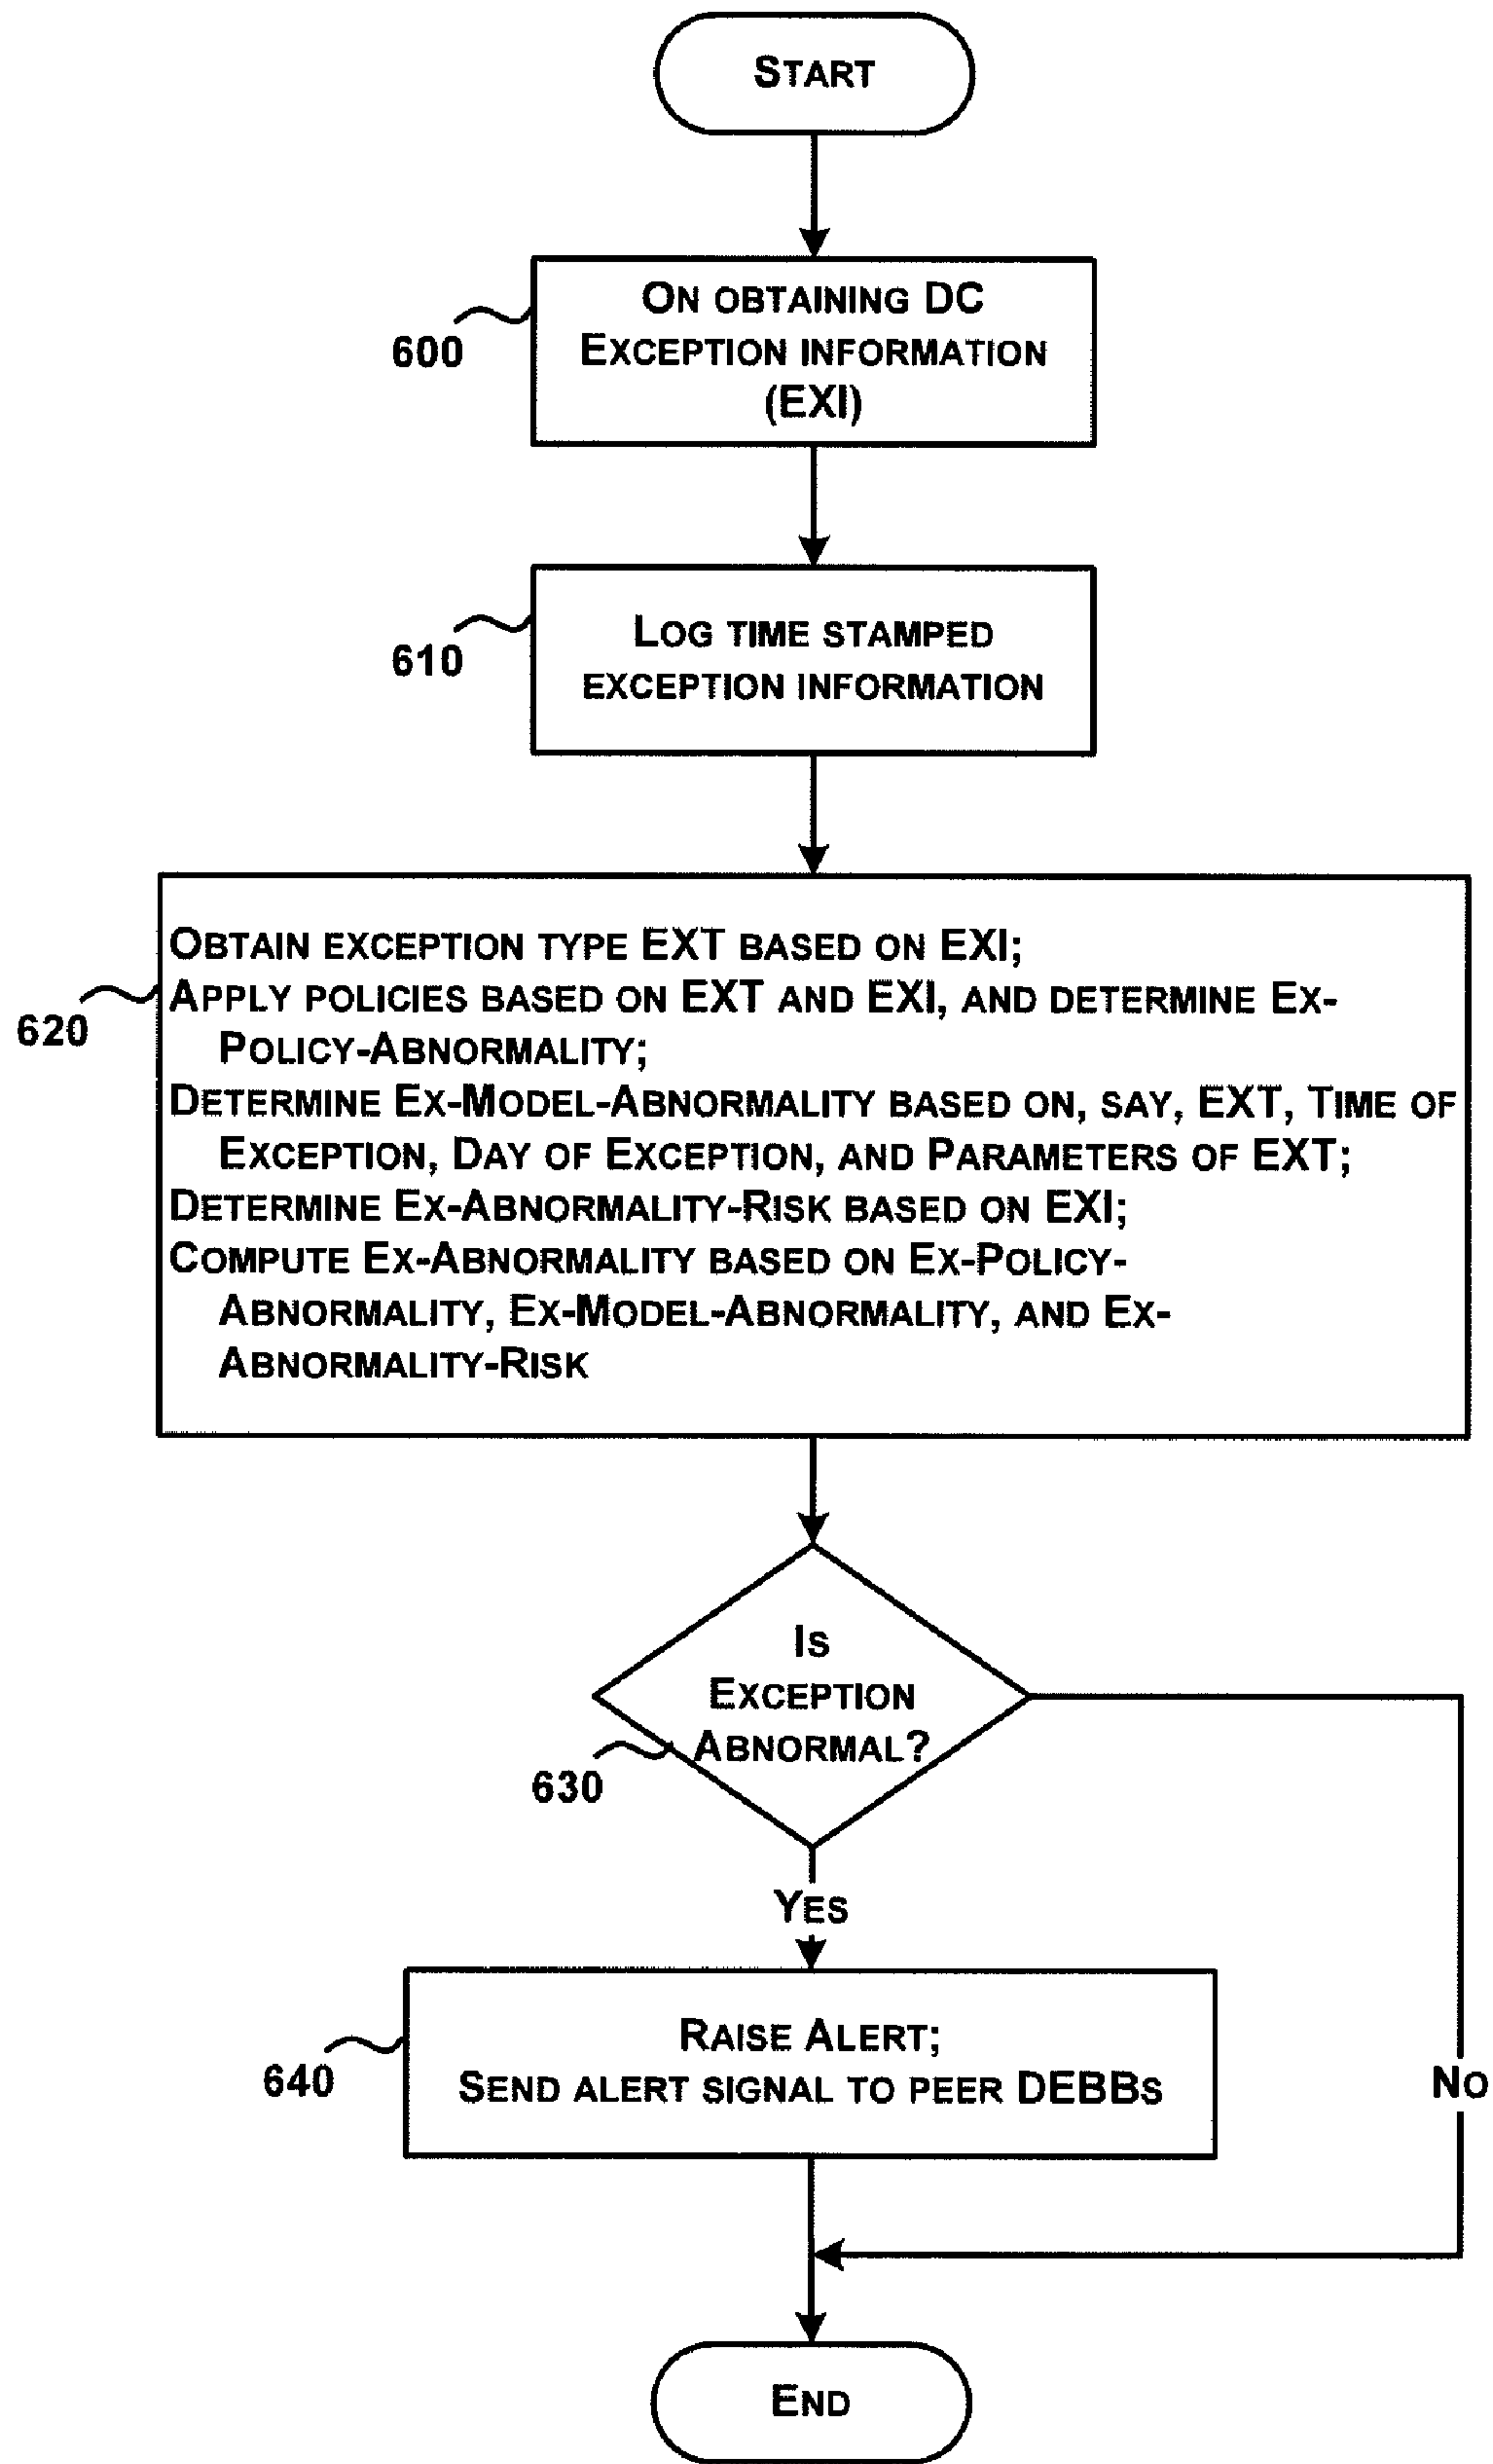 START
ON OBTAINING DC
EXCEPTION INFORMATION
(EXI)
600
LOG TIME STAMPED
EXCEPTION INFORMATION
610
OBTAIN EXCEPTION TYPE EXT BASED ON EXI;
APPLY POLICIES BASED ON EXT AND EXI, AND DETERMINE EX-
POLICY-ABNORMALITY;
DETERMINE EX-MODEL-ABNORMALITY BASED ON, SAY, EXT, TIME OF
EXCEPTION, DAY OF EXCEPTION, AND PARAMETERS OF EXT;
DETERMINE EX-ABNORMALITY-RISK BASED ON EXI;
COMPUTE EX-ABNORMALITY BASED ON EX-POLICY-
ABNORMALITY, EX-MODEL-ABNORMALITY, AND EX-
ABNORMALITY-RISK
620
IS
EXCEPTION
ABNORMAL?
630
YES
RAISE ALERT;
SEND ALERT SIGNAL TO PEER DEBBS
640
NO
END